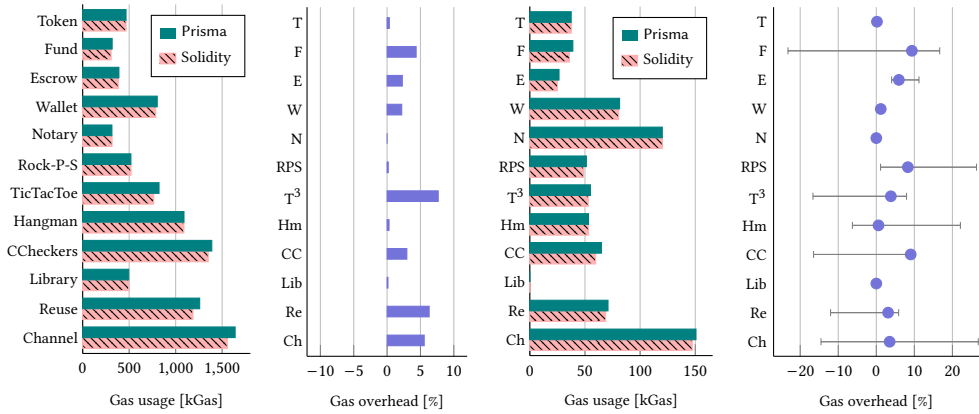 Token
Fund
Escrow
Wallet
Notary
Rock-P-S
TicTacToe
Hangman
CCheckers
Library
Reuse
Channel
Prisma
Solidity
0 500 1,000 1,500
Gas usage [kGas]
T
F
E
W
N
RPS
T³
Hm
CC
Lib
Re
Ch
−10 −5 0 5 10
Gas overhead [%]
T
F
E
W
N
RPS
T³
Hm
CC
Lib
Re
Ch
Prisma
Solidity
0 50 100 150
Gas usage [kGas]
T
F
E
W
N
RPS
T³
Hm
CC
Lib
Re
Ch
−20 −10 0 10 20
Gas overhead [%]